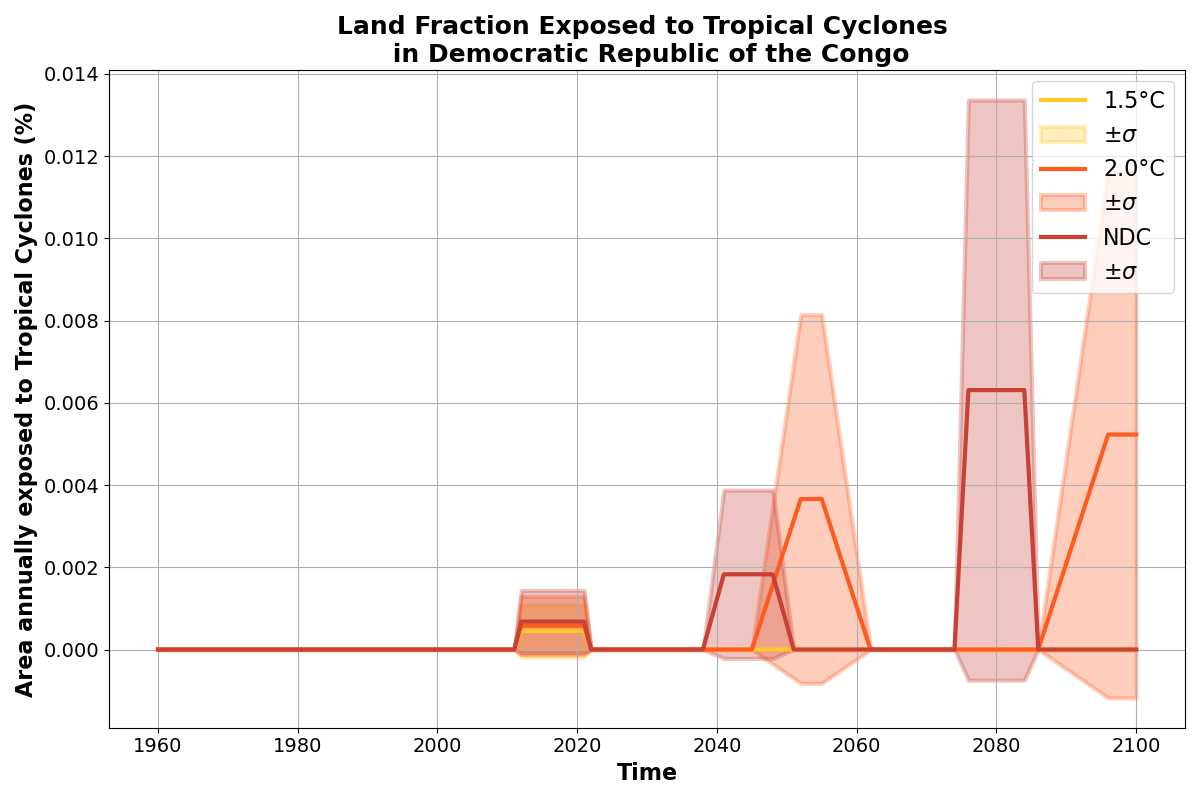 Land Fraction Exposed to Tropical Cyclones
in Democratic Republic of the Congo
Area annually exposed to Tropical Cyclones (%)
0.014
0.012
0.010
0.008
0.006
0.004
0.002
0.000
1.5°C
±σ
2.0°C
±σ
NDC
±σ
1960
1980
2000
2020
2040
2060
2080
2100
Time